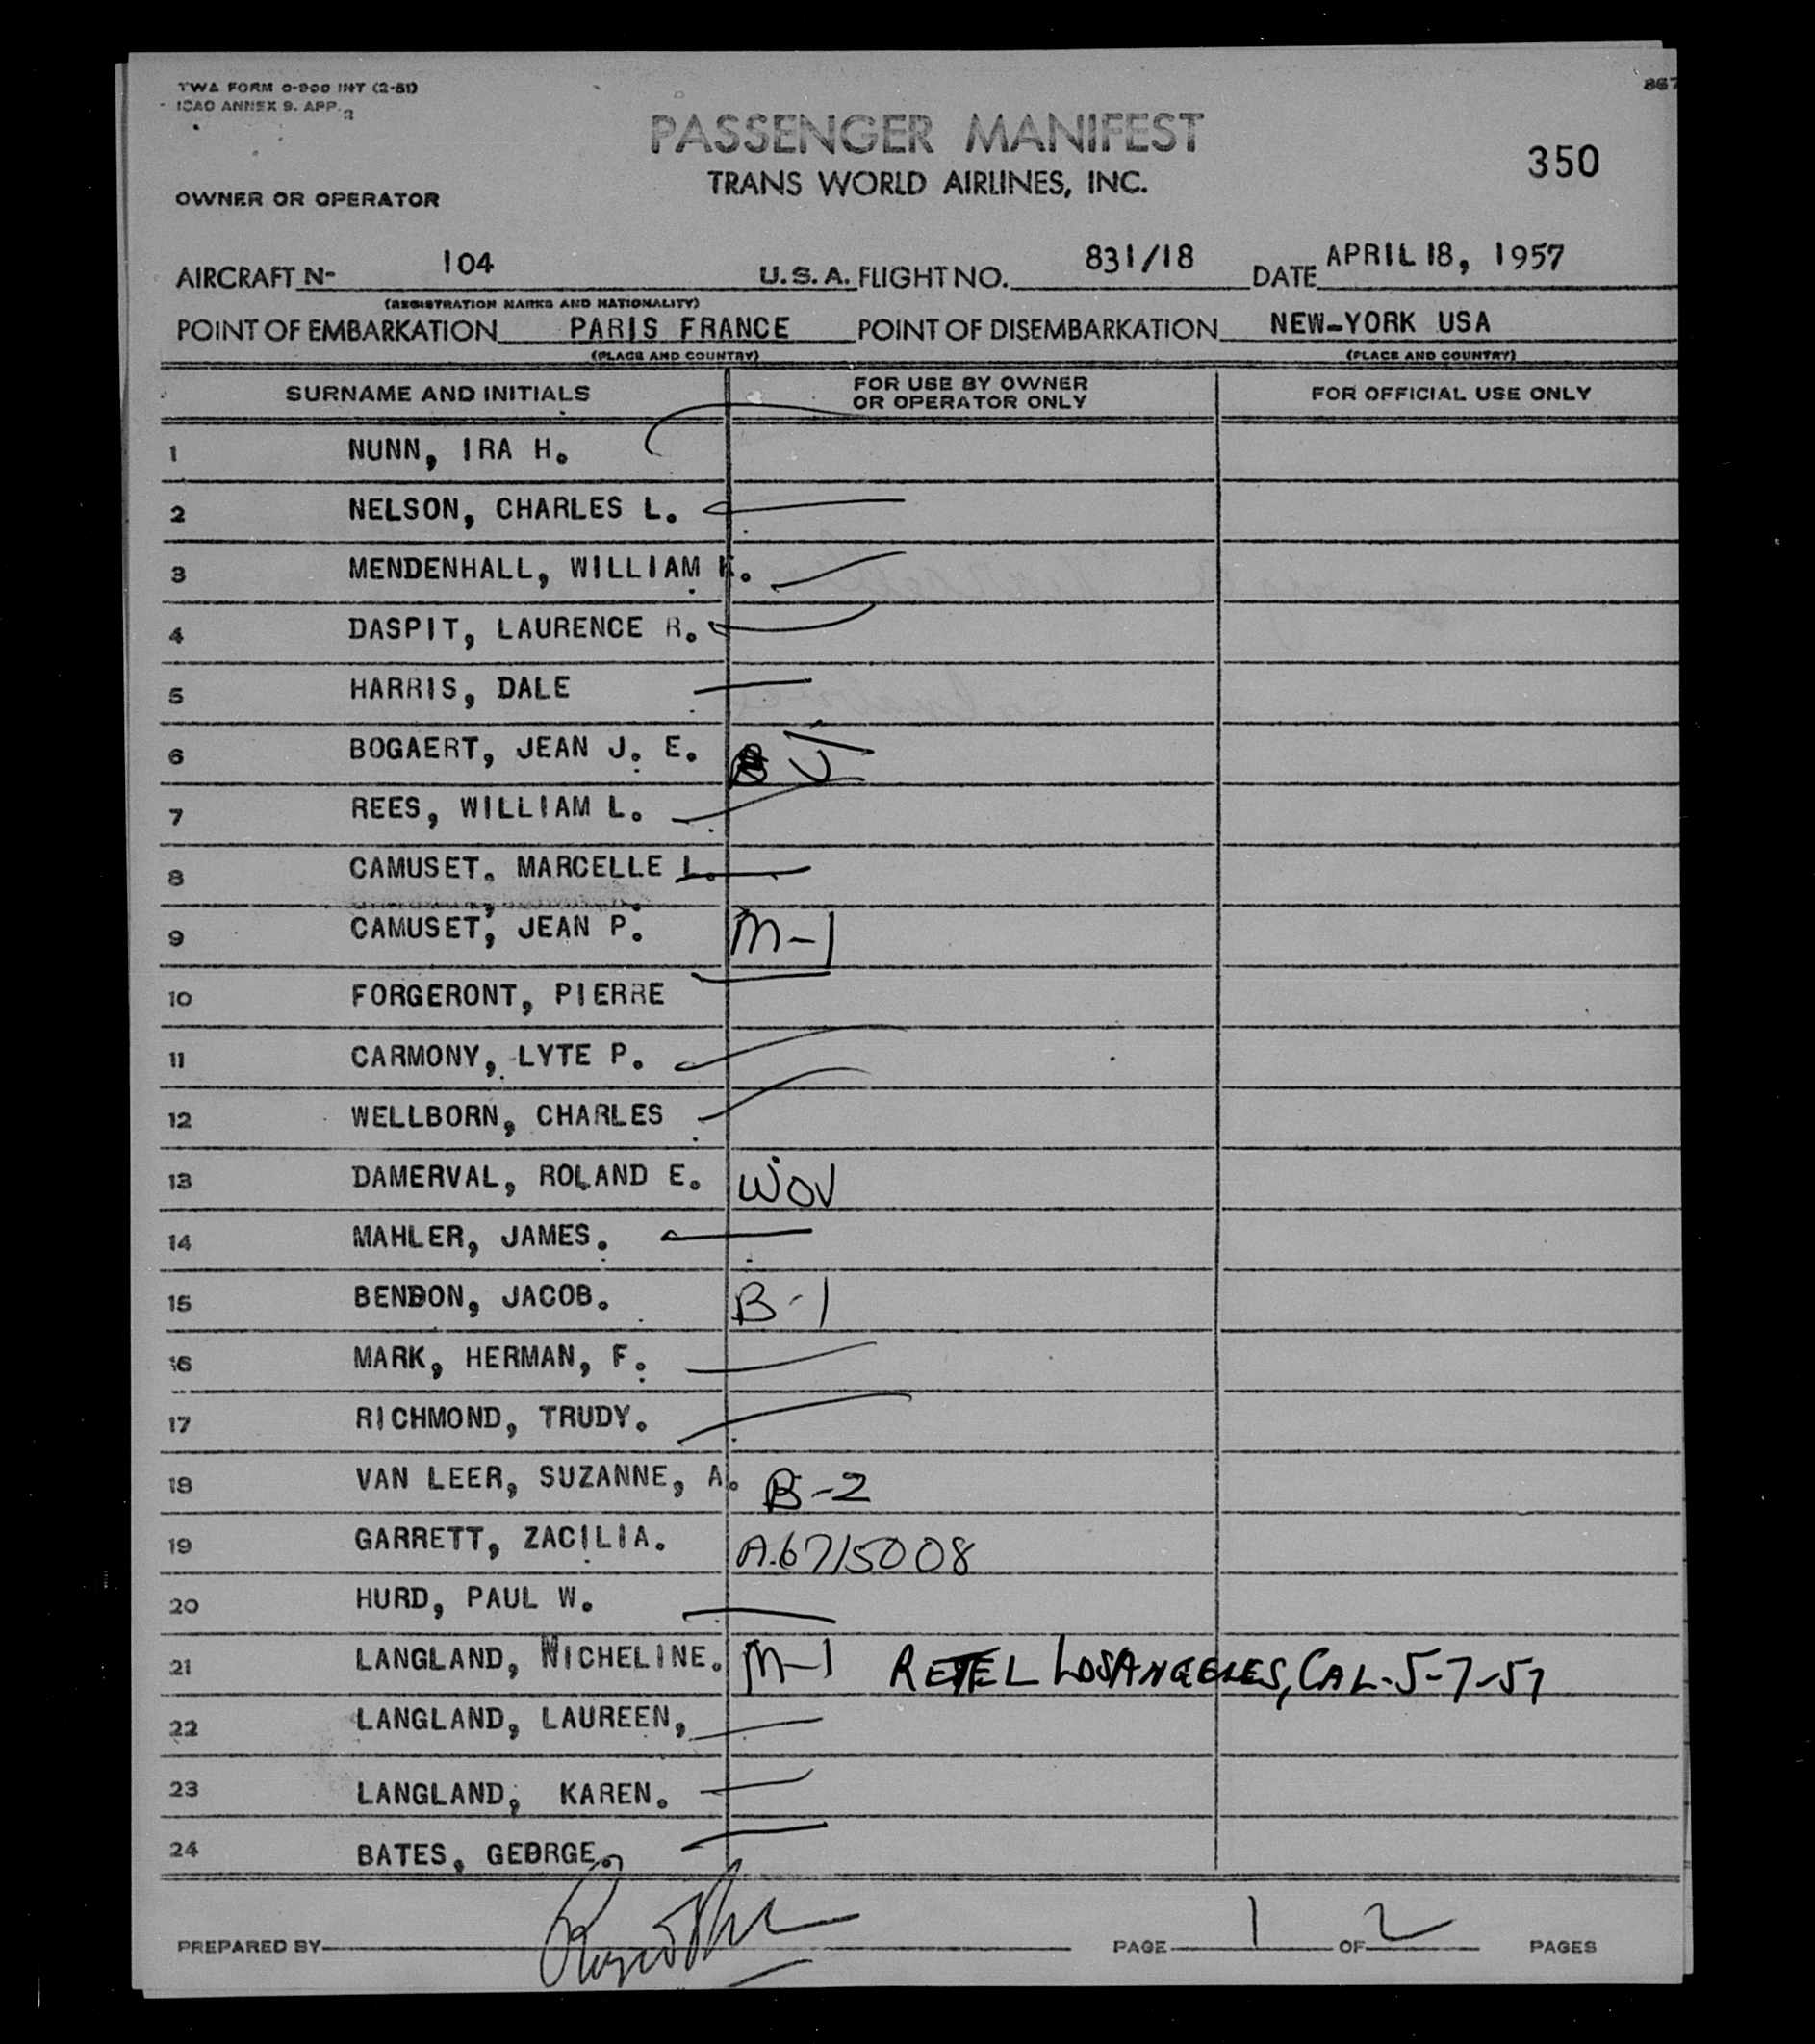 TWA FORM O-900 INT (2-51)
ICAO ANNEX 9. APP. 2
867
PASSENGER MANIFEST
350
TRANS WORLD AIRLINES, INC.
OWNER OR OPERATOR
AIRCRAFT N- 104 U.S.A. FLIGHT NO. 831/18 DATE APRIL 18, 1957
(REGISTRATION MARKS AND NATIONALITY)
POINT OF EMBARKATION PARIS FRANCE POINT OF DISEMBARKATION NEW-YORK USA
(PLACE AND COUNTRY) (PLACE AND COUNTRY)
SURNAME AND INITIALS FOR USE BY OWNER OR OPERATOR ONLY FOR OFFICIAL USE ONLY
1 NUNN, IRA H.
2 NELSON, CHARLES L.
3 MENDENHALL, WILLIAM K.
4 DASPIT, LAURENCE R.
5 HARRIS, DALE
6 BOGAERT, JEAN J. E.
7 REES, WILLIAM L.
8 CAMUSET. MARCELLE L.
9 CAMUSET, JEAN P. M-1
10 FORGERONT, PIERRE
11 CARMONY, LYTE P.
12 WELLBORN, CHARLES
13 DAMERVAL, ROLAND E. WOV
14 MAHLER, JAMES.
15 BENDON, JACOB. B-1
16 MARK, HERMAN, F.
17 RICHMOND, TRUDY.
18 VAN LEER, SUZANNE, A. B-2
19 GARRETT, ZACILIA. A.6715008
20 HURD, PAUL W.
21 LANGLAND, MICHELINE. M-1 RETEL LOSANGELES, CAL-5-7-57
22 LANGLAND, LAUREEN,
23 LANGLAND, KAREN.
24 BATES, GEORGE.
PREPARED BY PAGE 1 OF 2 PAGES